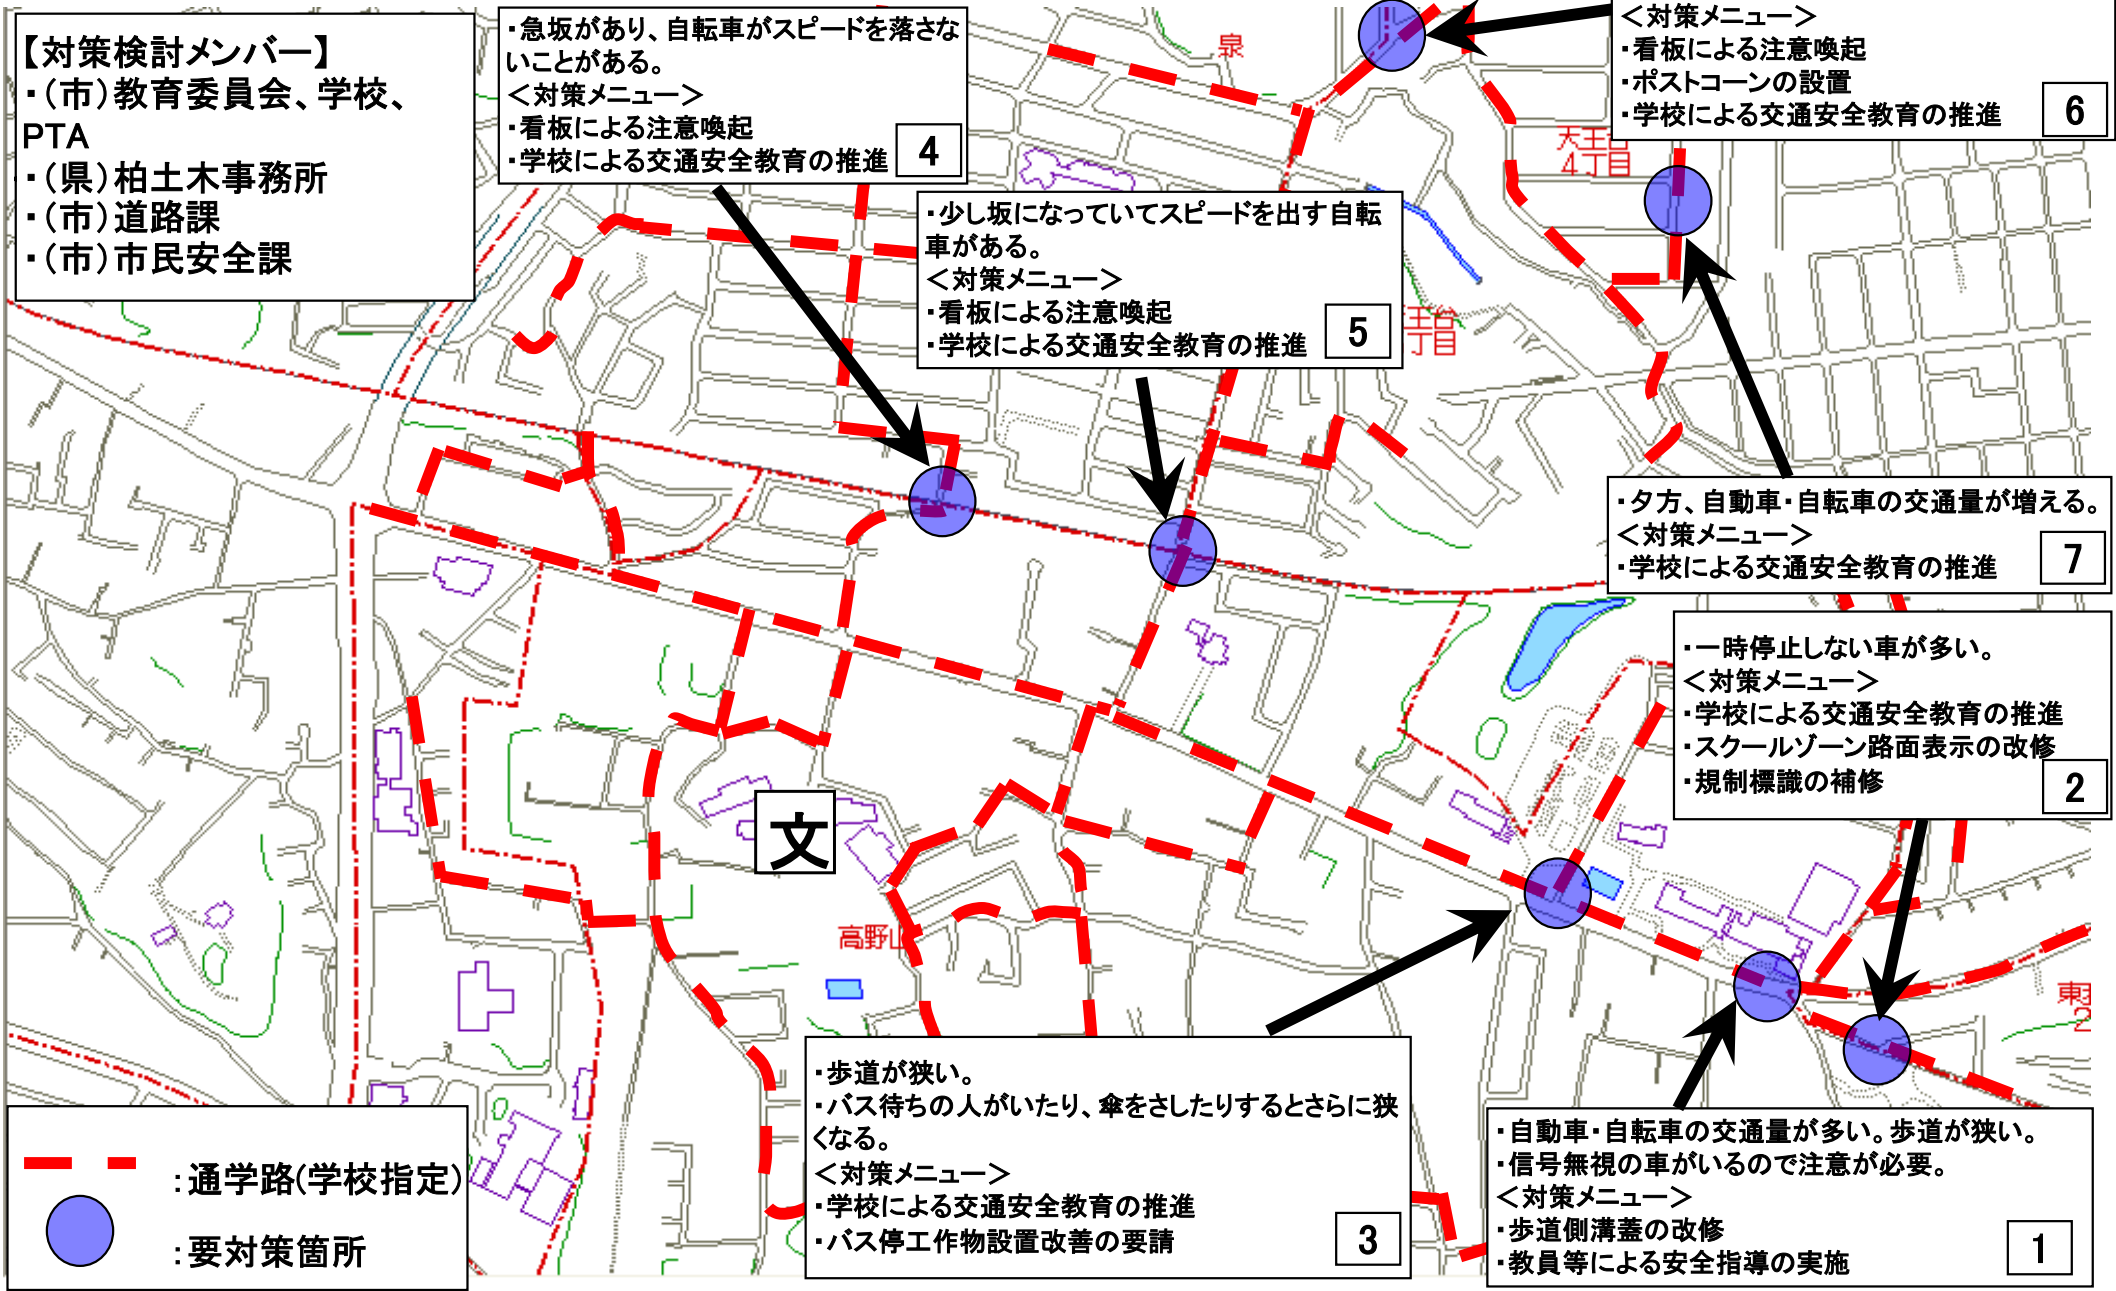 【対策検討メンバー】
・（市）教育委員会、学校、
PTA
・（県）柏土木事務所
・（市）道路課
・（市）市民安全課
・急坂があり、自転車がスピードを落さな
いことがある。
＜対策メニュー＞
・看板による注意喚起
・学校による交通安全教育の推進
4
泉
＜対策メニュー＞
・看板による注意喚起
・ポストコーンの設置
・学校による交通安全教育の推進
6
天王台
4丁目
・少し坂になっていてスピードを出す自転
車がある。
＜対策メニュー＞
・看板による注意喚起
・学校による交通安全教育の推進
5
王台
丁目
・夕方、自動車・自転車の交通量が増える。
＜対策メニュー＞
・学校による交通安全教育の推進
7
・一時停止しない車が多い。
＜対策メニュー＞
・学校による交通安全教育の推進
・スクールゾーン路面表示の改修
・規制標識の補修
2
文
高野山
東
2
・歩道が狭い。
・バス待ちの人がいたり、傘をさしたりするとさらに狭
くなる。
＜対策メニュー＞
・学校による交通安全教育の推進
・バス停工作物設置改善の要請
3
・自動車・自転車の交通量が多い。歩道が狭い。
・信号無視の車がいるので注意が必要。
＜対策メニュー＞
・歩道側溝蓋の改修
・教員等による安全指導の実施
1
：通学路(学校指定)
：要対策箇所